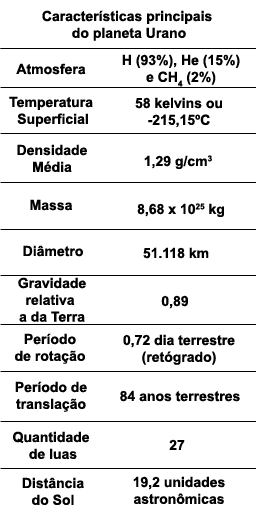 Características principais
do planeta Urano
Atmosfera
H (93%), He (15%)
e CH4 (2%)
Temperatura
Superficial
58 kelvins ou
-215,15ºC
Densidade
Média
1,29 g/cm³
Massa
8,68 x 10²⁵ kg
Diâmetro
51.118 km
Gravidade
relativa
a da Terra
0,89
Período
de rotação
0,72 dia terrestre
(retógrado)
Período de
translação
84 anos terrestres
Quantidade
de luas
27
Distância
do Sol
19,2 unidades
astronômicas